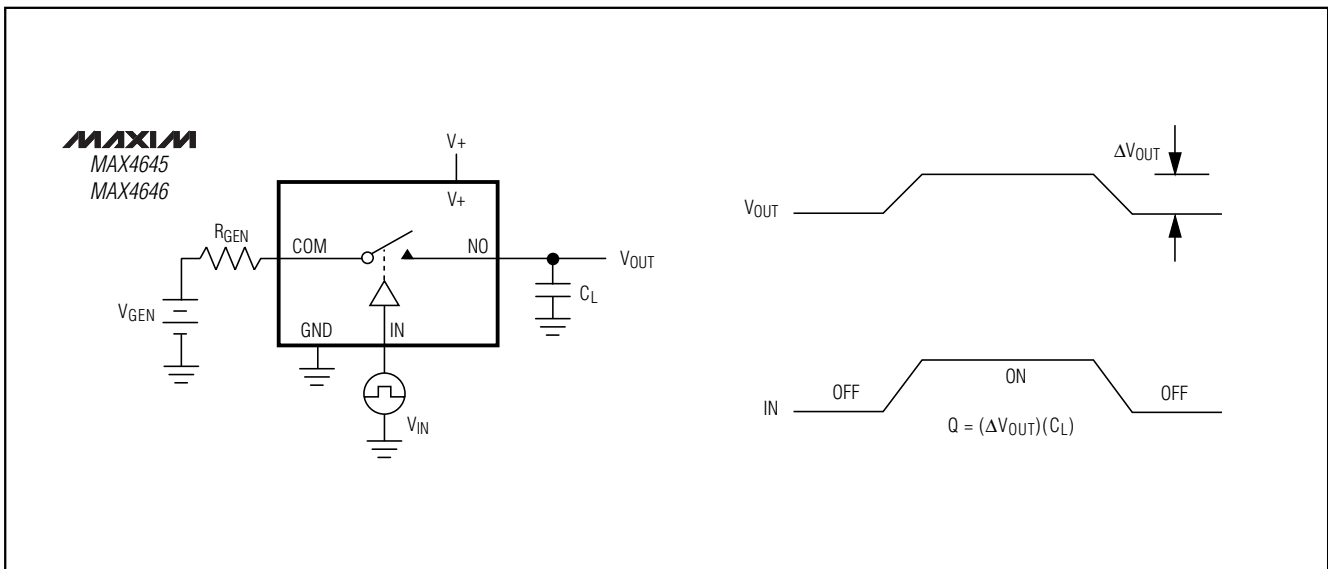 MAXIM
MAX4645
MAX4646
V+
V+
RGEN
COM
NO
VOUT
CL
VGEN
GND
IN
VIN
ΔVOUT
VOUT
OFF
ON
OFF
IN
Q = (ΔVOUT)(CL)